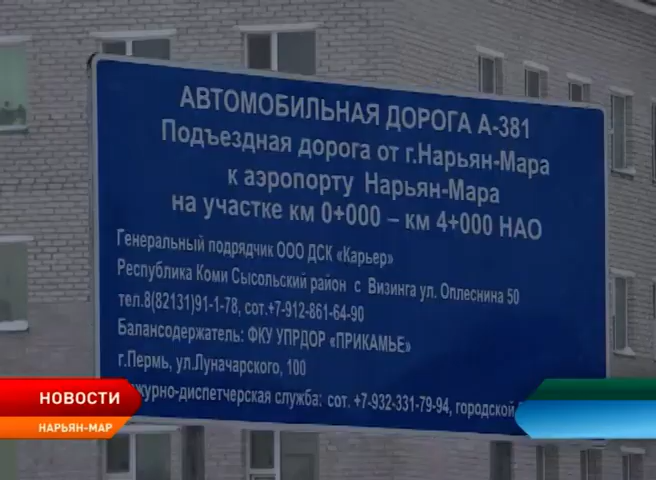 АВТОМОБИЛЬНАЯ ДОРОГА А-381
Подъездная дорога от г.Нарьян-Мара
к аэропорту Нарьян-Мара
на участке км 0+000 – км 4+000 НАО
Генеральный подрядчик ООО ДСК «Карьер»
Республика Коми Сысольский район с Визинга ул. Оплеснина 50
тел.8(82131)91-1-78, сот.+7-912-861-64-90
Балансодержатель: ФКУ УПРДОР «ПРИКАМЬЕ»
г.Пермь, ул.Луначарского, 100
журно-диспетчерская служба: сот. +7-932-331-79-94, городской
НОВОСТИ
НАРЬЯН-МАР